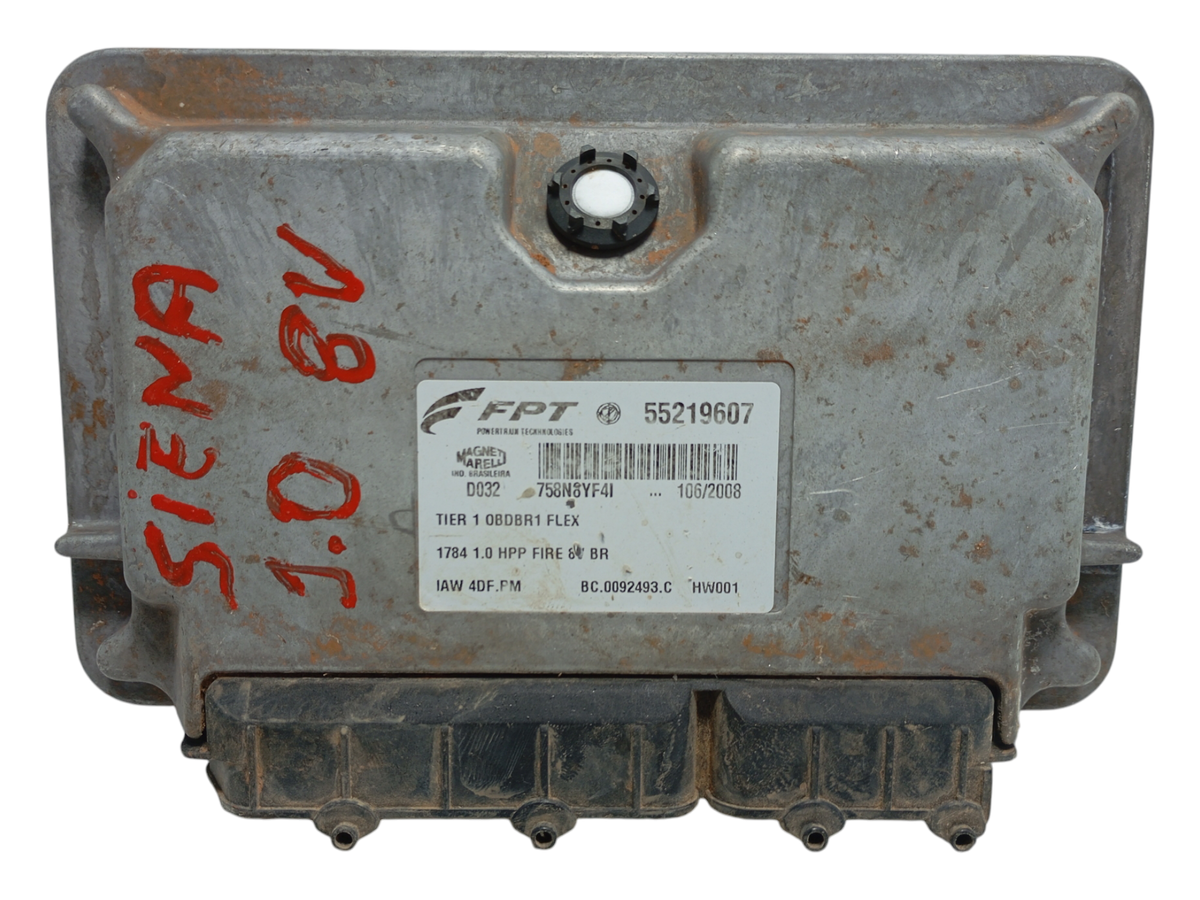 SIENA
1.0 8V
FPT 55219607
POWERTRAIN TECHNOLOGIES
MAGNETI
MARELLI
IND. BRASILEIRA
D032 758N8YF4I ... 106/2008
TIER 1 OBDBR1 FLEX
1784 1.0 HPP FIRE 8V BR
IAW 4DF.PM BC.0092493.C HW001